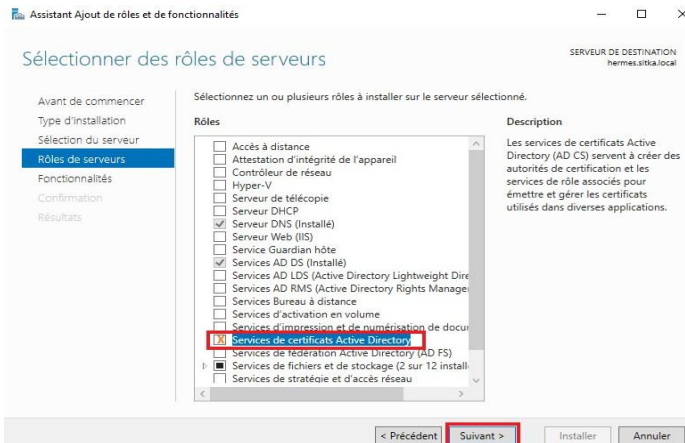 Assistant Ajout de rôles et de fonctionnalités
Sélectionner des rôles de serveurs
SERVEUR DE DESTINATION
hermes.sitka.local
Avant de commencer
Type d'installation
Sélection du serveur
Rôles de serveurs
Fonctionnalités
Confirmation
Résultats
Sélectionnez un ou plusieurs rôles à installer sur le serveur sélectionné.
Rôles
Accès à distance
Attestation d'intégrité de l'appareil
Contrôleur de réseau
Hyper-V
Serveur de télécopie
Serveur DHCP
Serveur DNS (Installé)
Serveur Web (IIS)
Service Guardian hôte
Services AD DS (Installé)
Services AD LDS (Active Directory Lightweight Dire
Services AD RMS (Active Directory Rights Manage
Services Bureau à distance
Services d'activation en volume
Services d'impression et de numérisation de docu
Services de certificats Active Directory
Services de fédération Active Directory (AD FS)
Services de fichiers et de stockage (2 sur 12 install
Services de stratégie et d'accès réseau
Description
Les services de certificats Active
Directory (AD CS) servent à créer des
autorités de certification et les
services de rôle associés pour
émettre et gérer les certificats
utilisés dans diverses applications.
< Précédent
Suivant >
Installer
Annuler